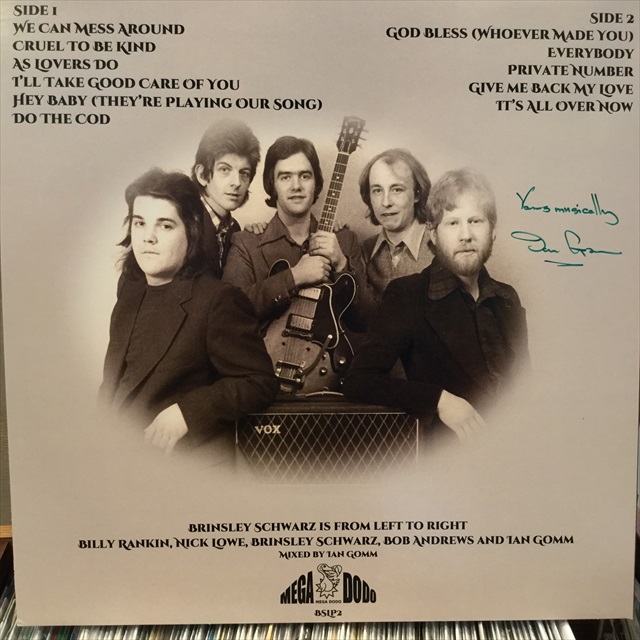 SIDE 1
WE CAN MESS AROUND
CRUEL TO BE KIND
AS LOVERS DO
I'LL TAKE GOOD CARE OF YOU
HEY BABY (THEY'RE PLAYING OUR SONG)
DO THE COD
SIDE 2
GOD BLESS (WHOEVER MADE YOU)
EVERYBODY
PRIVATE NUMBER
GIVE ME BACK MY LOVE
IT'S ALL OVER NOW
Yours musically
VOX
BRINSLEY SCHWARZ IS FROM LEFT TO RIGHT
BILLY RANKIN, NICK LOWE, BRINSLEY SCHWARZ, BOB ANDREWS AND IAN GOMM
MIXED BY IAN GOMM
MEGA DODO
MEGA DODO
BSLP2